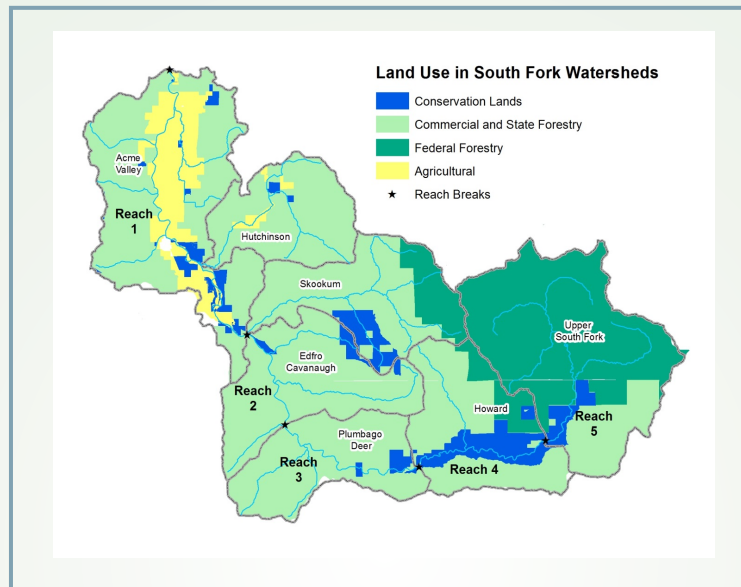 Land Use in South Fork Watersheds
Conservation Lands
Commercial and State Forestry
Federal Forestry
Agricultural
Reach Breaks
Acme
Valley
Reach
1
Hutchinson
Skookum
Upper
South Fork
Edfro
Cavanaugh
Reach
2
Howard
Reach
5
Plumbago
Deer
Reach
3
Reach 4